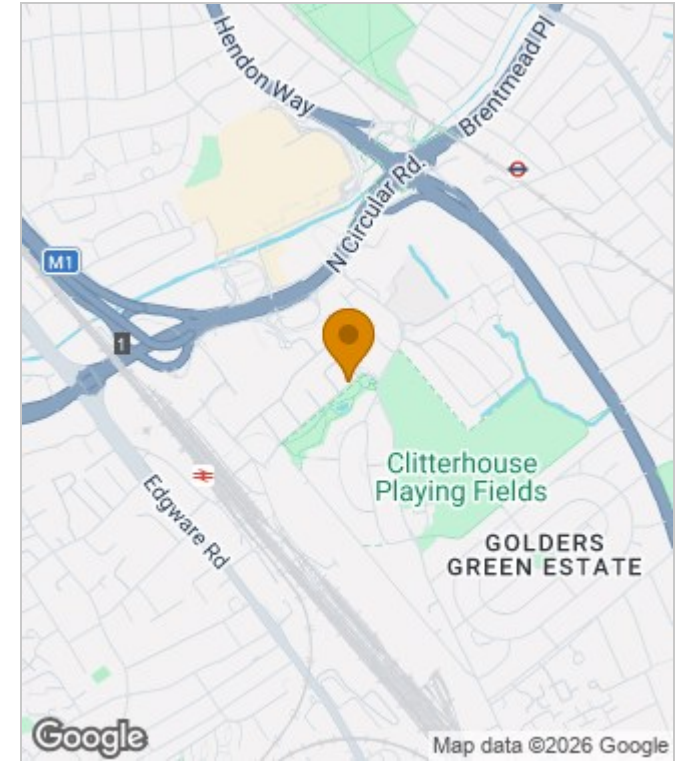 Hendon Way
Brentmead Pl
N Circular Rd.
M1
1
Clitterhouse
Playing Fields
Edgware Rd
GOLDERS
GREEN ESTATE
Google
Map data ©2026 Google